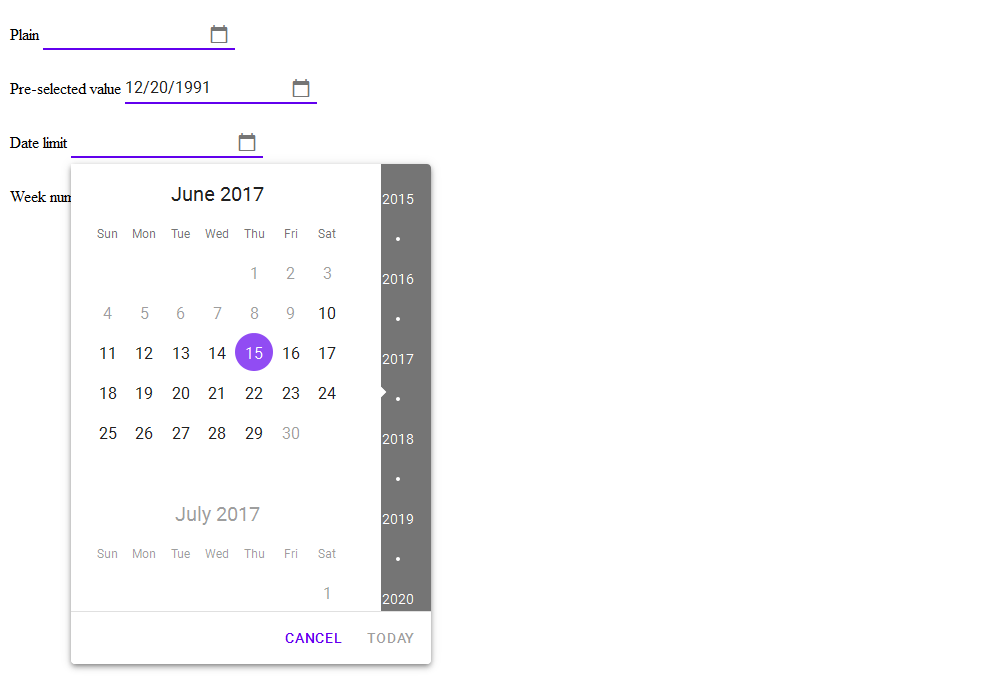 Plain
Pre-selected value 12/20/1991
Date limit
Week num
June 2017
Sun Mon Tue Wed Thu Fri Sat
1 2 3
4 5 6 7 8 9 10
11 12 13 14 15 16 17
18 19 20 21 22 23 24
25 26 27 28 29 30
July 2017
Sun Mon Tue Wed Thu Fri Sat
1
2015
2016
2017
2018
2019
2020
CANCEL TODAY